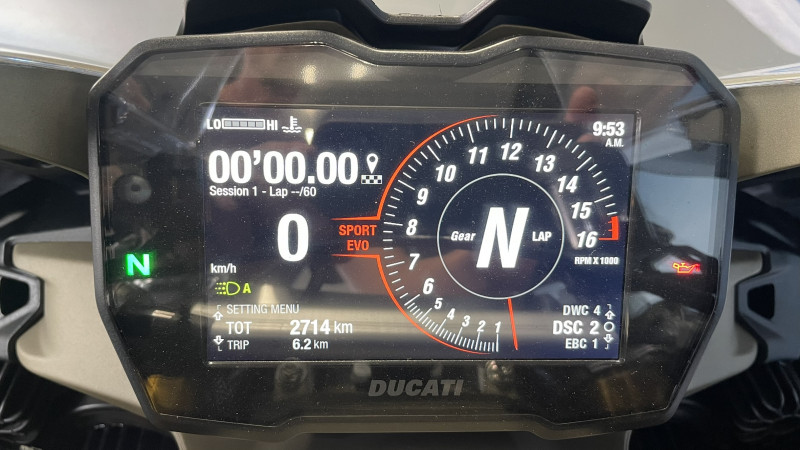 LO HI
9:53
A.M.
00'00.00
Session 1 - Lap --/60
0
SPORT
EVO
km/h
A
SETTING MENU
TOT 2714 km
TRIP 6.2 km
1 2 3 4 5 6 7 8 9 10 11 12 13 14 15 16
RPM X 1000
Gear N LAP
DWC 4
DSC 2
EBC 1
N
DUCATI